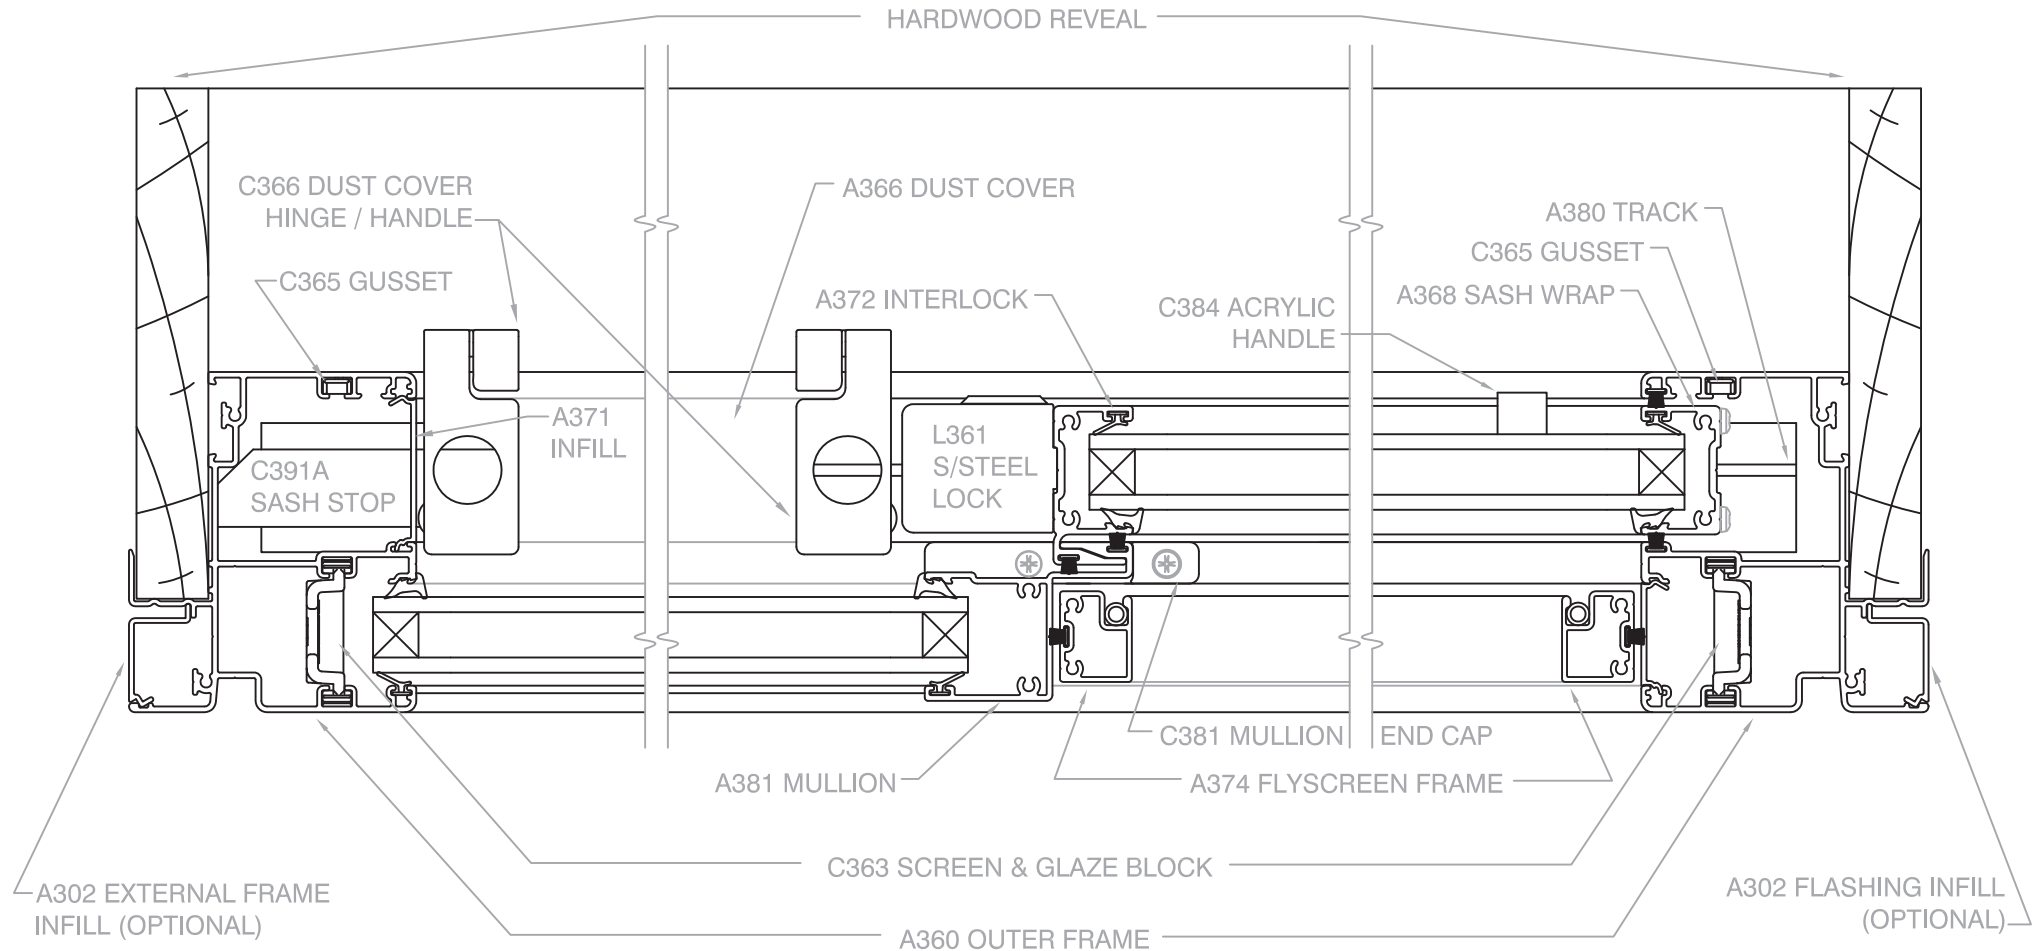 HARDWOOD REVEAL
C366 DUST COVER
HINGE / HANDLE
A366 DUST COVER
A380 TRACK
C365 GUSSET
C365 GUSSET
A372 INTERLOCK
C384 ACRYLIC
HANDLE
A368 SASH WRAP
A371
INFILL
C391A
SASH STOP
L361
S/STEEL
LOCK
C381 MULLION END CAP
A381 MULLION
A374 FLYSCREEN FRAME
C363 SCREEN & GLAZE BLOCK
A302 EXTERNAL FRAME
INFILL (OPTIONAL)
A302 FLASHING INFILL
(OPTIONAL)
A360 OUTER FRAME